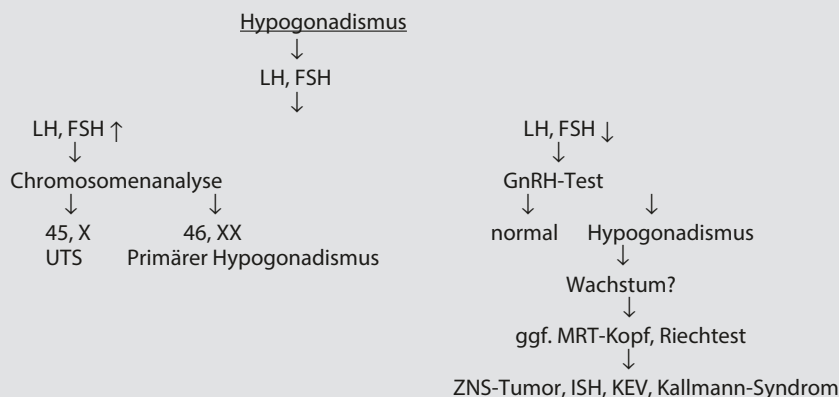 Hypogonadismus
↓
LH, FSH
↓
LH, FSH ↑
↓
Chromosomenanalyse
↓ ↓
45, X 46, XX
UTS Primärer Hypogonadismus
LH, FSH ↓
↓
GnRH-Test
↓ ↓
normal Hypogonadismus
↓
Wachstum?
↓
ggf. MRT-Kopf, Riechtest
↓
ZNS-Tumor, ISH, KEV, Kallmann-Syndrom